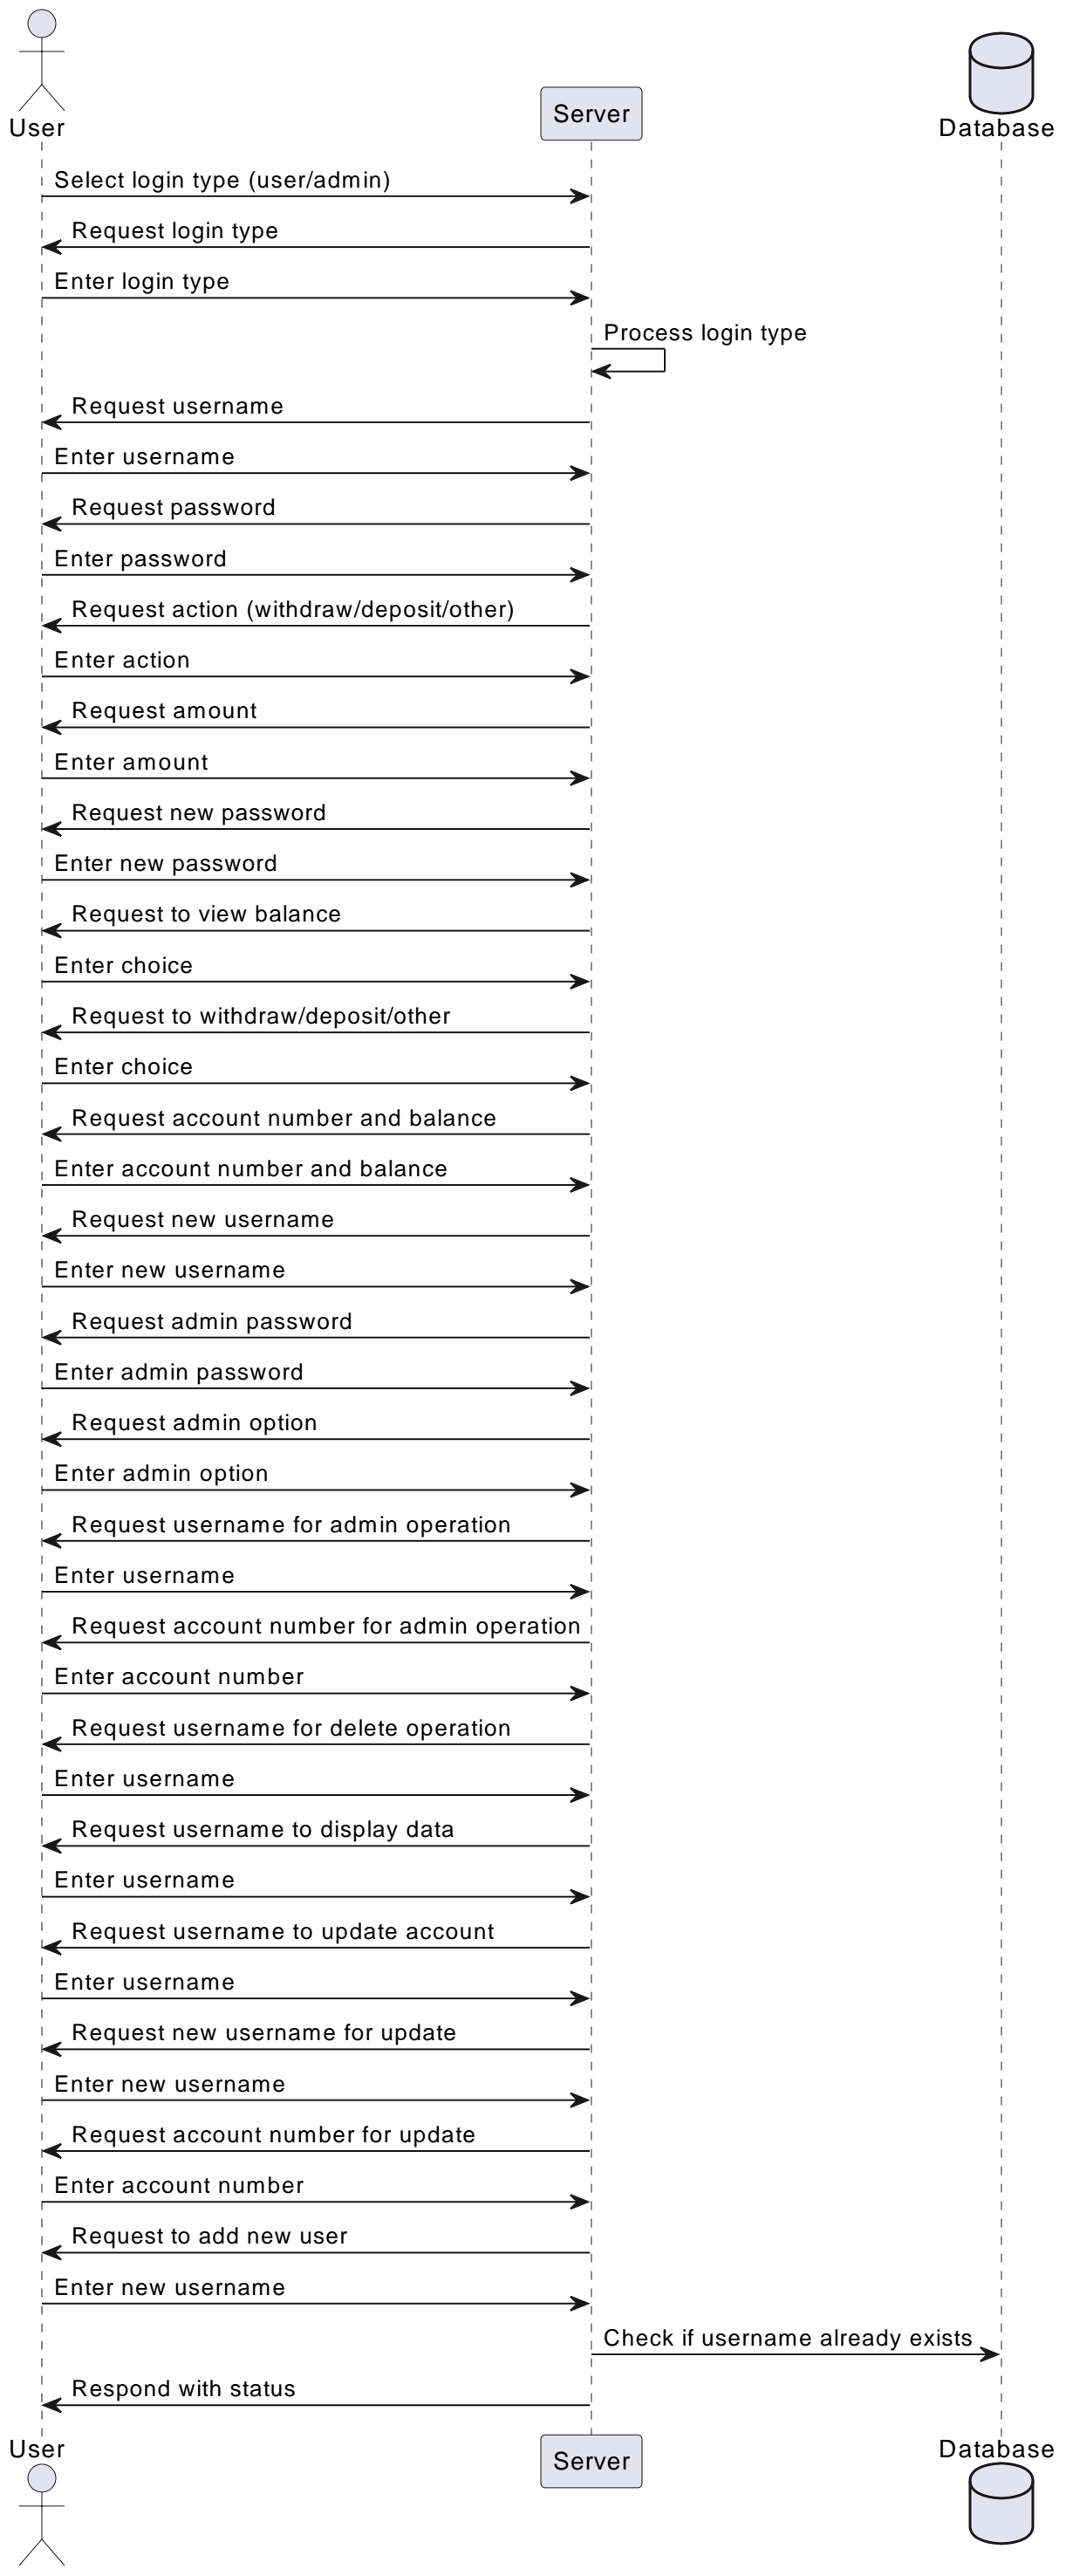 User
Server
Database
Select login type (user/admin)
Request login type
Enter login type
Process login type
Request username
Enter username
Request password
Enter password
Request action (withdraw/deposit/other)
Enter action
Request amount
Enter amount
Request new password
Enter new password
Request to view balance
Enter choice
Request to withdraw/deposit/other
Enter choice
Request account number and balance
Enter account number and balance
Request new username
Enter new username
Request admin password
Enter admin password
Request admin option
Enter admin option
Request username for admin operation
Enter username
Request account number for admin operation
Enter account number
Request username for delete operation
Enter username
Request username to display data
Enter username
Request username to update account
Enter username
Request new username for update
Enter new username
Request account number for update
Enter account number
Request to add new user
Enter new username
Check if username already exists
Respond with status
User
Server
Database